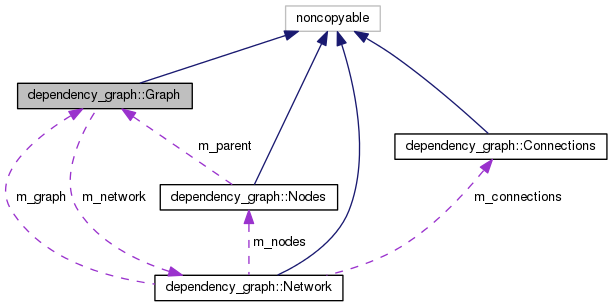 noncopyable
dependency_graph::Graph
dependency_graph::Connections
m_parent
m_graph
m_network
dependency_graph::Nodes
m_connections
m_nodes
dependency_graph::Network